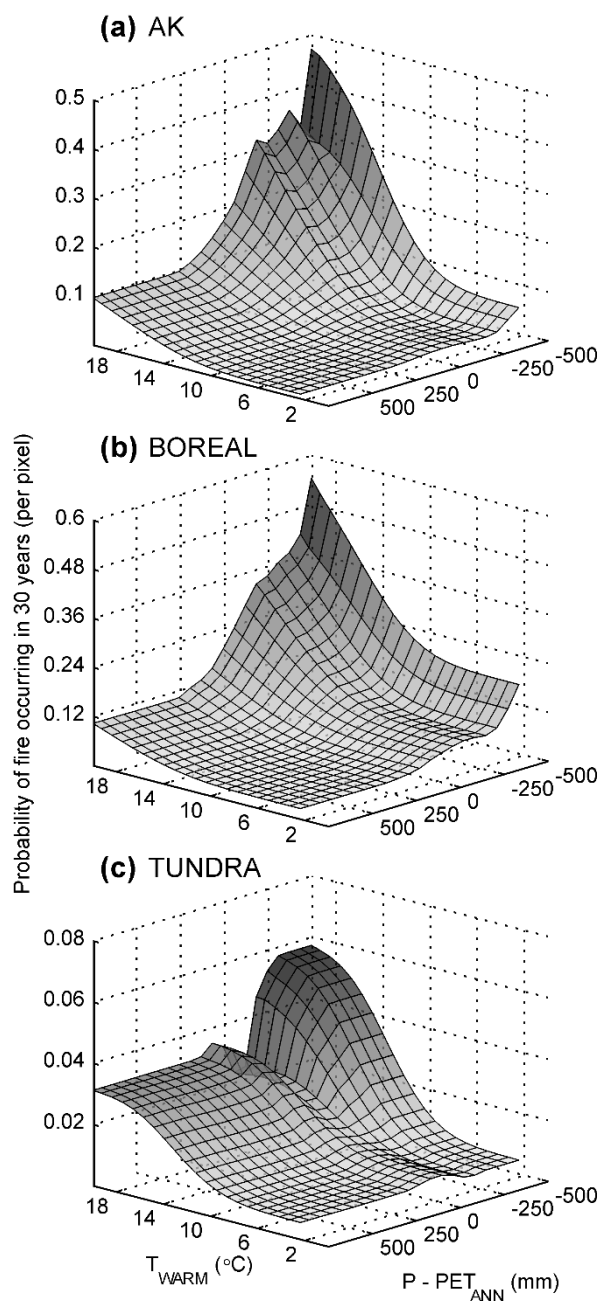 (a) AK
0.5
0.4
0.3
0.2
0.1
18 14 10 6 2
500 250 0 -250 -500
(b) BOREAL
Probability of fire occurring in 30 years (per pixel)
0.6
0.48
0.36
0.24
0.12
18 14 10 6 2
500 250 0 -250 -500
(c) TUNDRA
0.08
0.06
0.04
0.02
18 14 10 6 2
500 250 0 -250 -500
T_WARM (°C)
P - PET_ANN (mm)